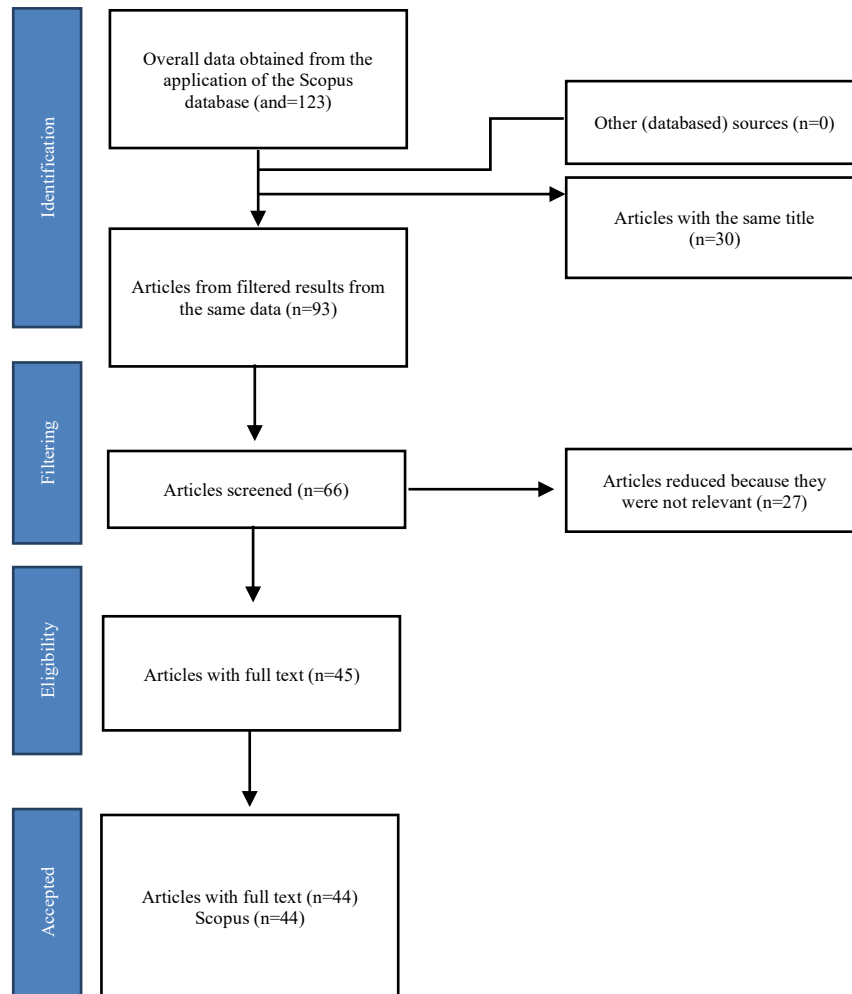 Identification
Overall data obtained from the
application of the Scopus
database (and=123)
Other (databased) sources (n=0)
Articles with the same title
(n=30)
Articles from filtered results from
the same data (n=93)
Filtering
Articles screened (n=66)
Articles reduced because they
were not relevant (n=27)
Eligibility
Articles with full text (n=45)
Accepted
Articles with full text (n=44)
Scopus (n=44)